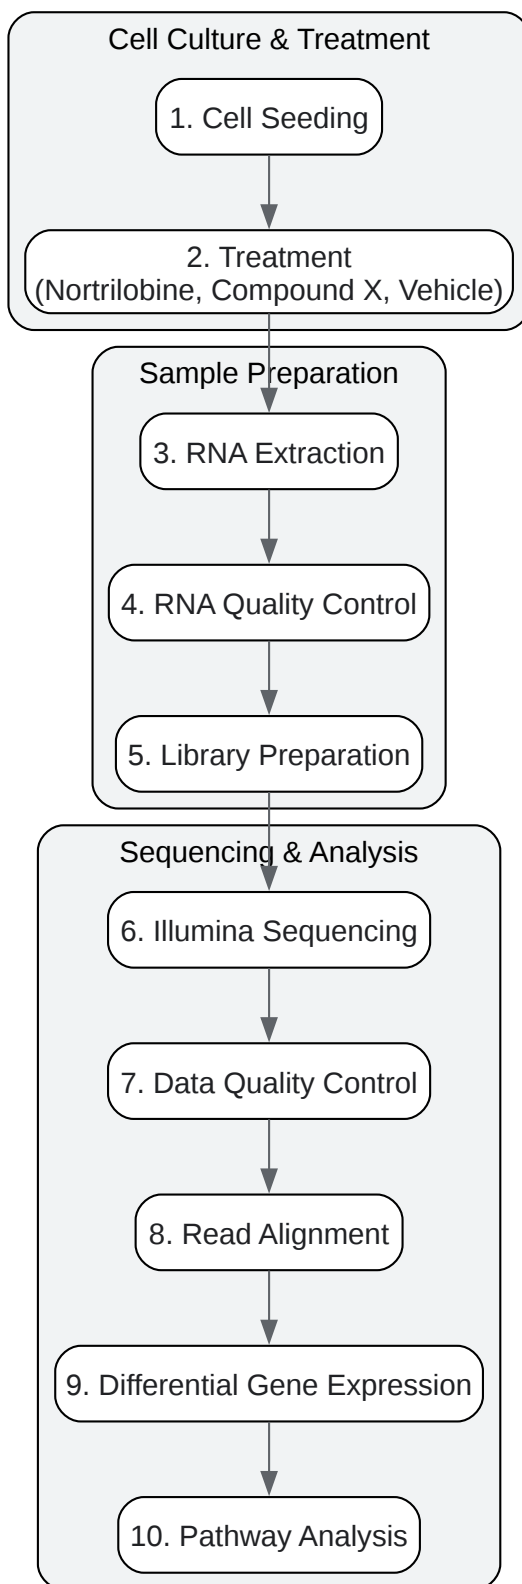 Cell Culture & Treatment
1. Cell Seeding
2. Treatment
(Nortrilobine, Compound X, Vehicle)
Sample Preparation
3. RNA Extraction
4. RNA Quality Control
5. Library Preparation
Sequencing & Analysis
6. Illumina Sequencing
7. Data Quality Control
8. Read Alignment
9. Differential Gene Expression
10. Pathway Analysis